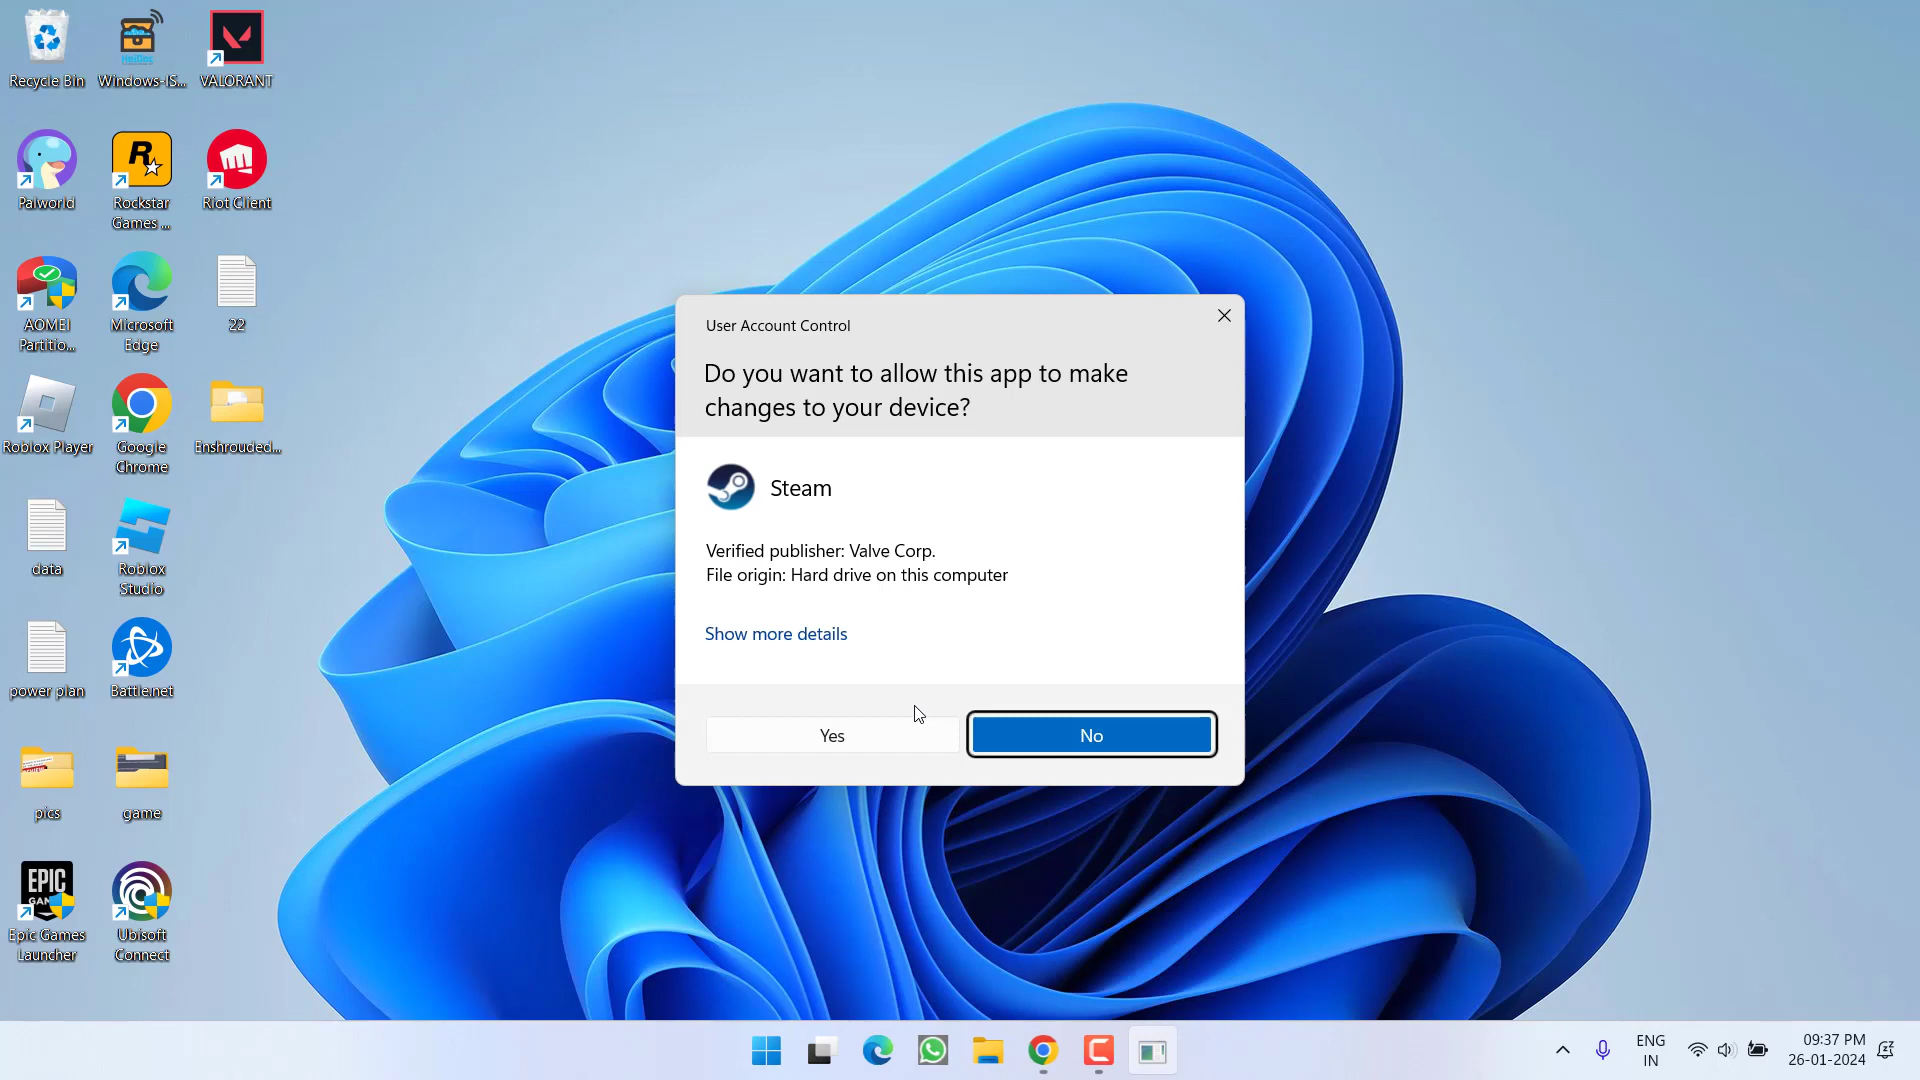 Recycle Bin
Windows-IS...
VALORANT
Palworld
Rockstar
Games ...
Riot Client
AOMEI
Partitio...
Microsoft
Edge
22
Roblox Player
Google
Chrome
Enshrouded...
data
Roblox
Studio
power plan
Battle.net
pics
game
EPIC
Epic Games
Launcher
Ubisoft
Connect
User Account Control
Do you want to allow this app to make
changes to your device?
Steam
Verified publisher: Valve Corp.
File origin: Hard drive on this computer
Show more details
Yes
No
ENG
IN
09:37 PM
26-01-2024